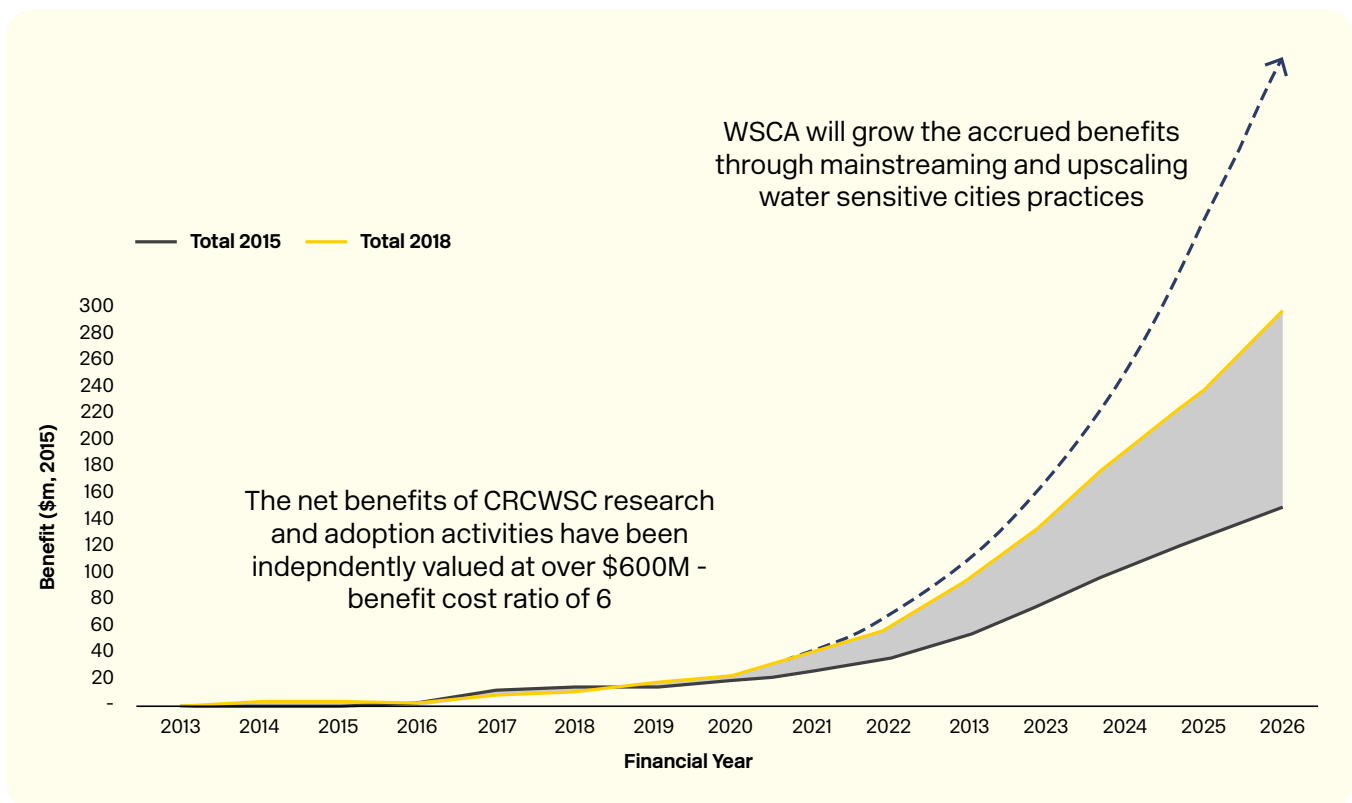 WSCA will grow the accrued benefits
through mainstreaming and upscaling
water sensitive cities practices
Total 2015
Total 2018
300
280
260
240
220
200
180
160
140
120
100
80
60
40
20
-
Benefit ($m, 2015)
The net benefits of CRCWSC research
and adoption activities have been
indepndently valued at over $600M -
benefit cost ratio of 6
2013 2014 2015 2016 2017 2018 2019 2020 2021 2022 2013 2023 2024 2025 2026
Financial Year